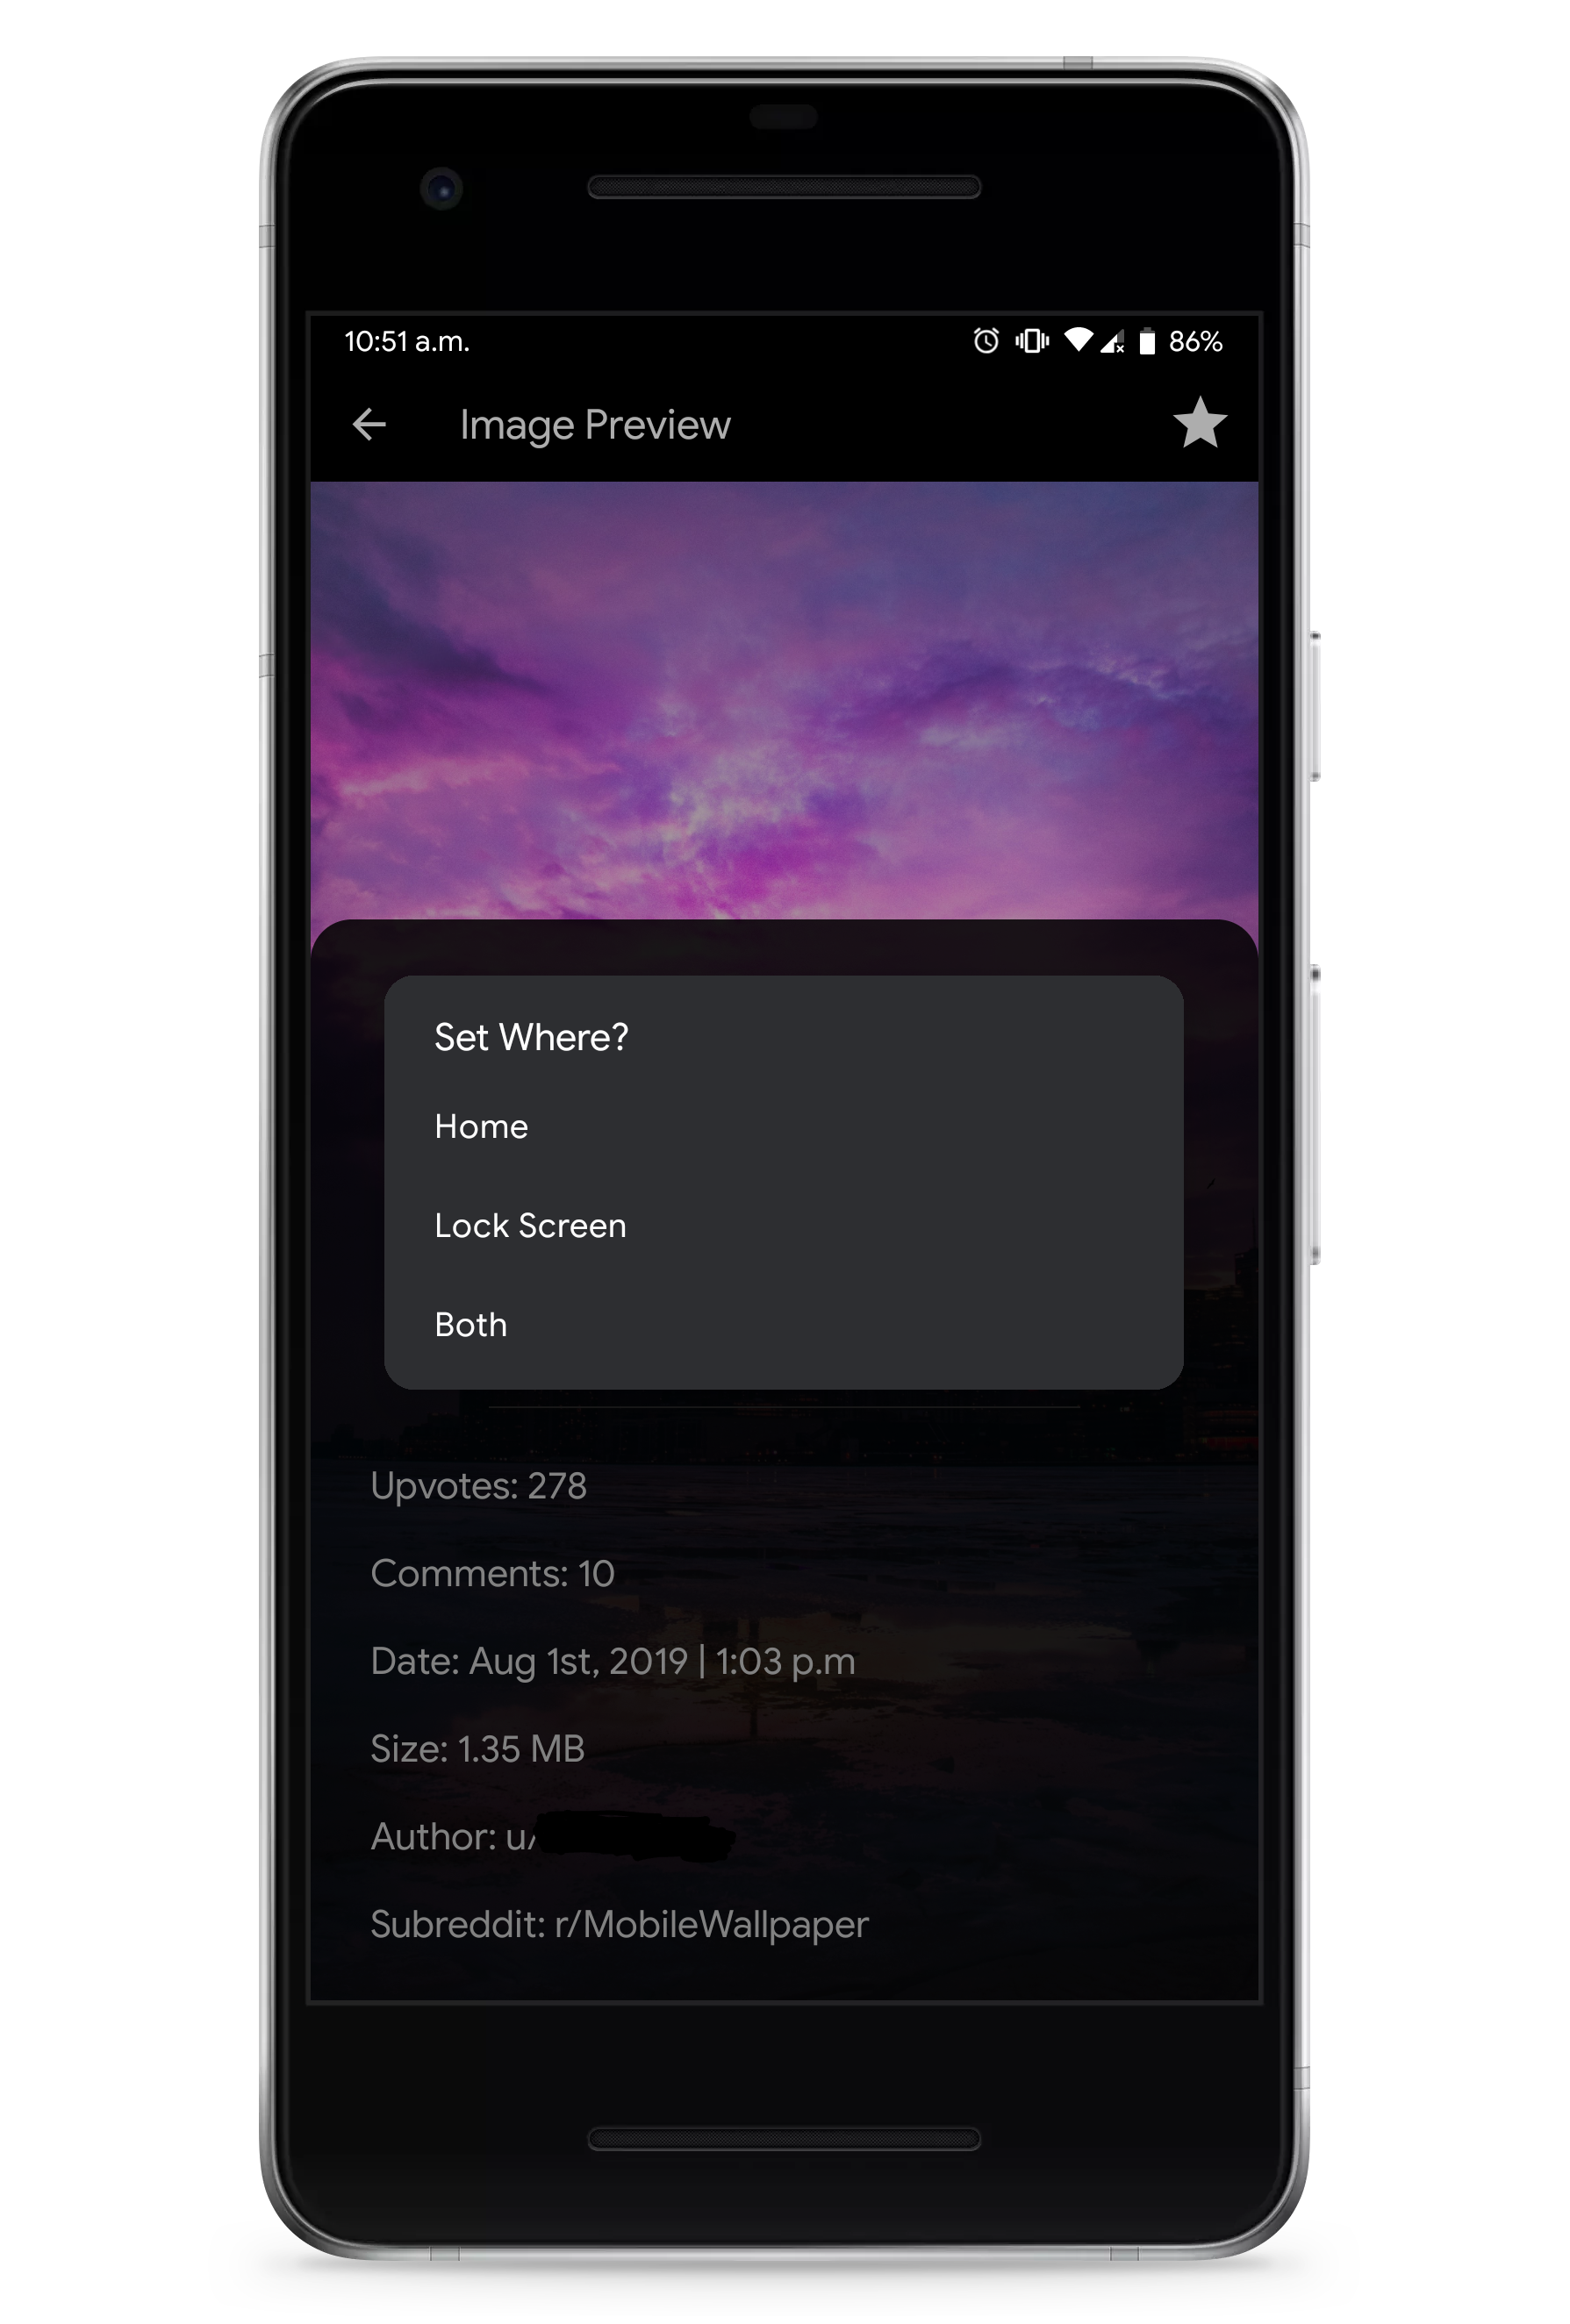 10:51 a.m.
86%
Image Preview
Set Where?
Home
Lock Screen
Both
Upvotes: 278
Comments: 10
Date: Aug 1st, 2019 | 1:03 p.m
Size: 1.35 MB
Author: u/
Subreddit: r/MobileWallpaper